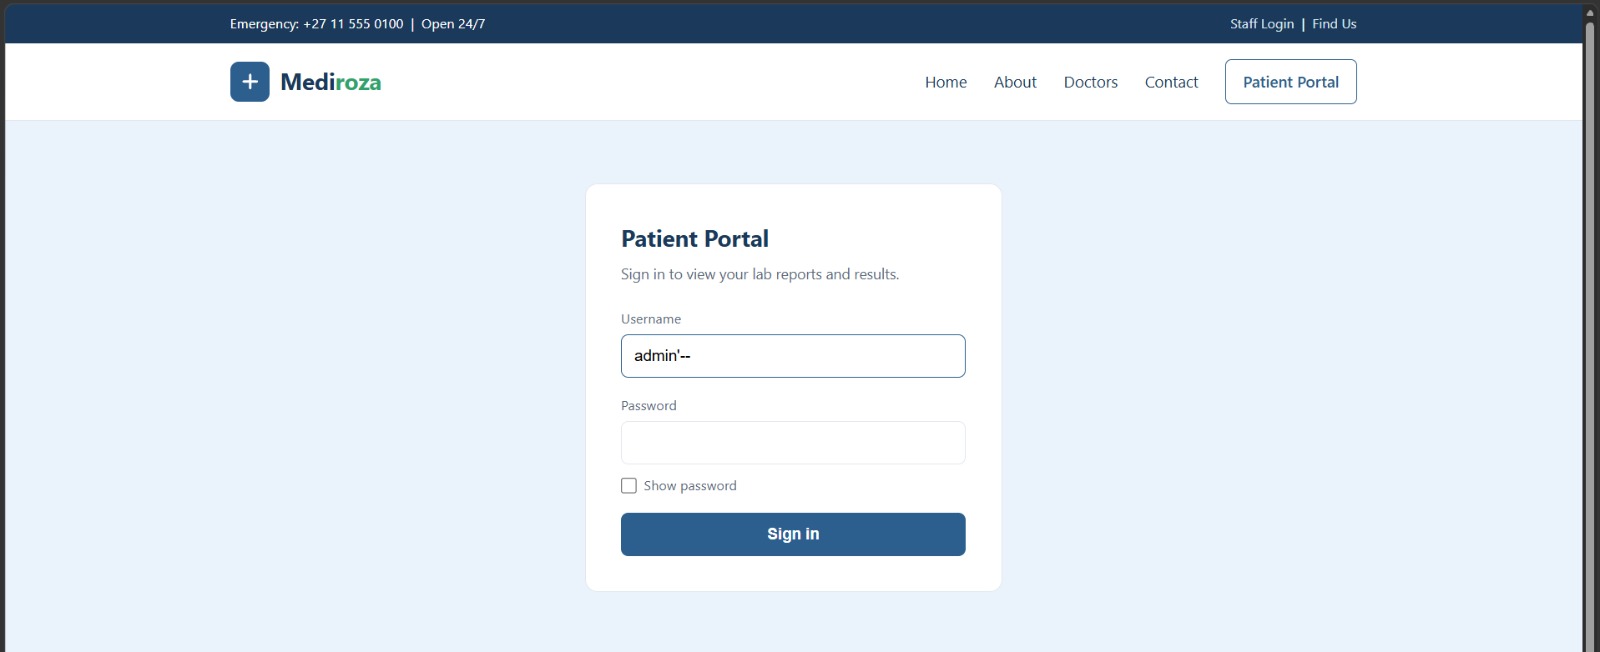 Emergency: +27 11 555 0100 | Open 24/7
Staff Login | Find Us
Mediroza
Home
About
Doctors
Contact
Patient Portal
Patient Portal
Sign in to view your lab reports and results.
Username
admin'--
Password
Show password
Sign in